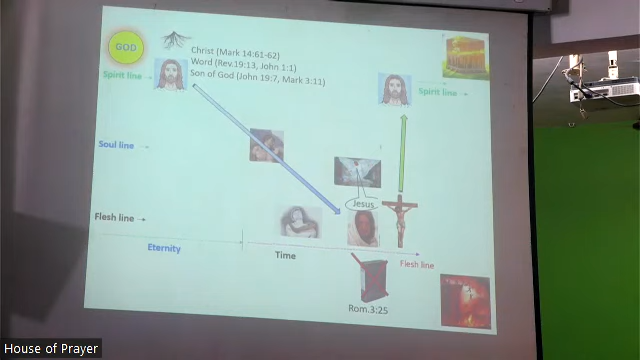 GOD
Christ (Mark 14:61-62)
Word (Rev.19:13, John 1:1)
Son of God (John 19:7, Mark 3:11)
Spirit line
Spirit line
Soul line
Jesus
Flesh line
Eternity
Time
Flesh line
Rom.3:25
House of Prayer